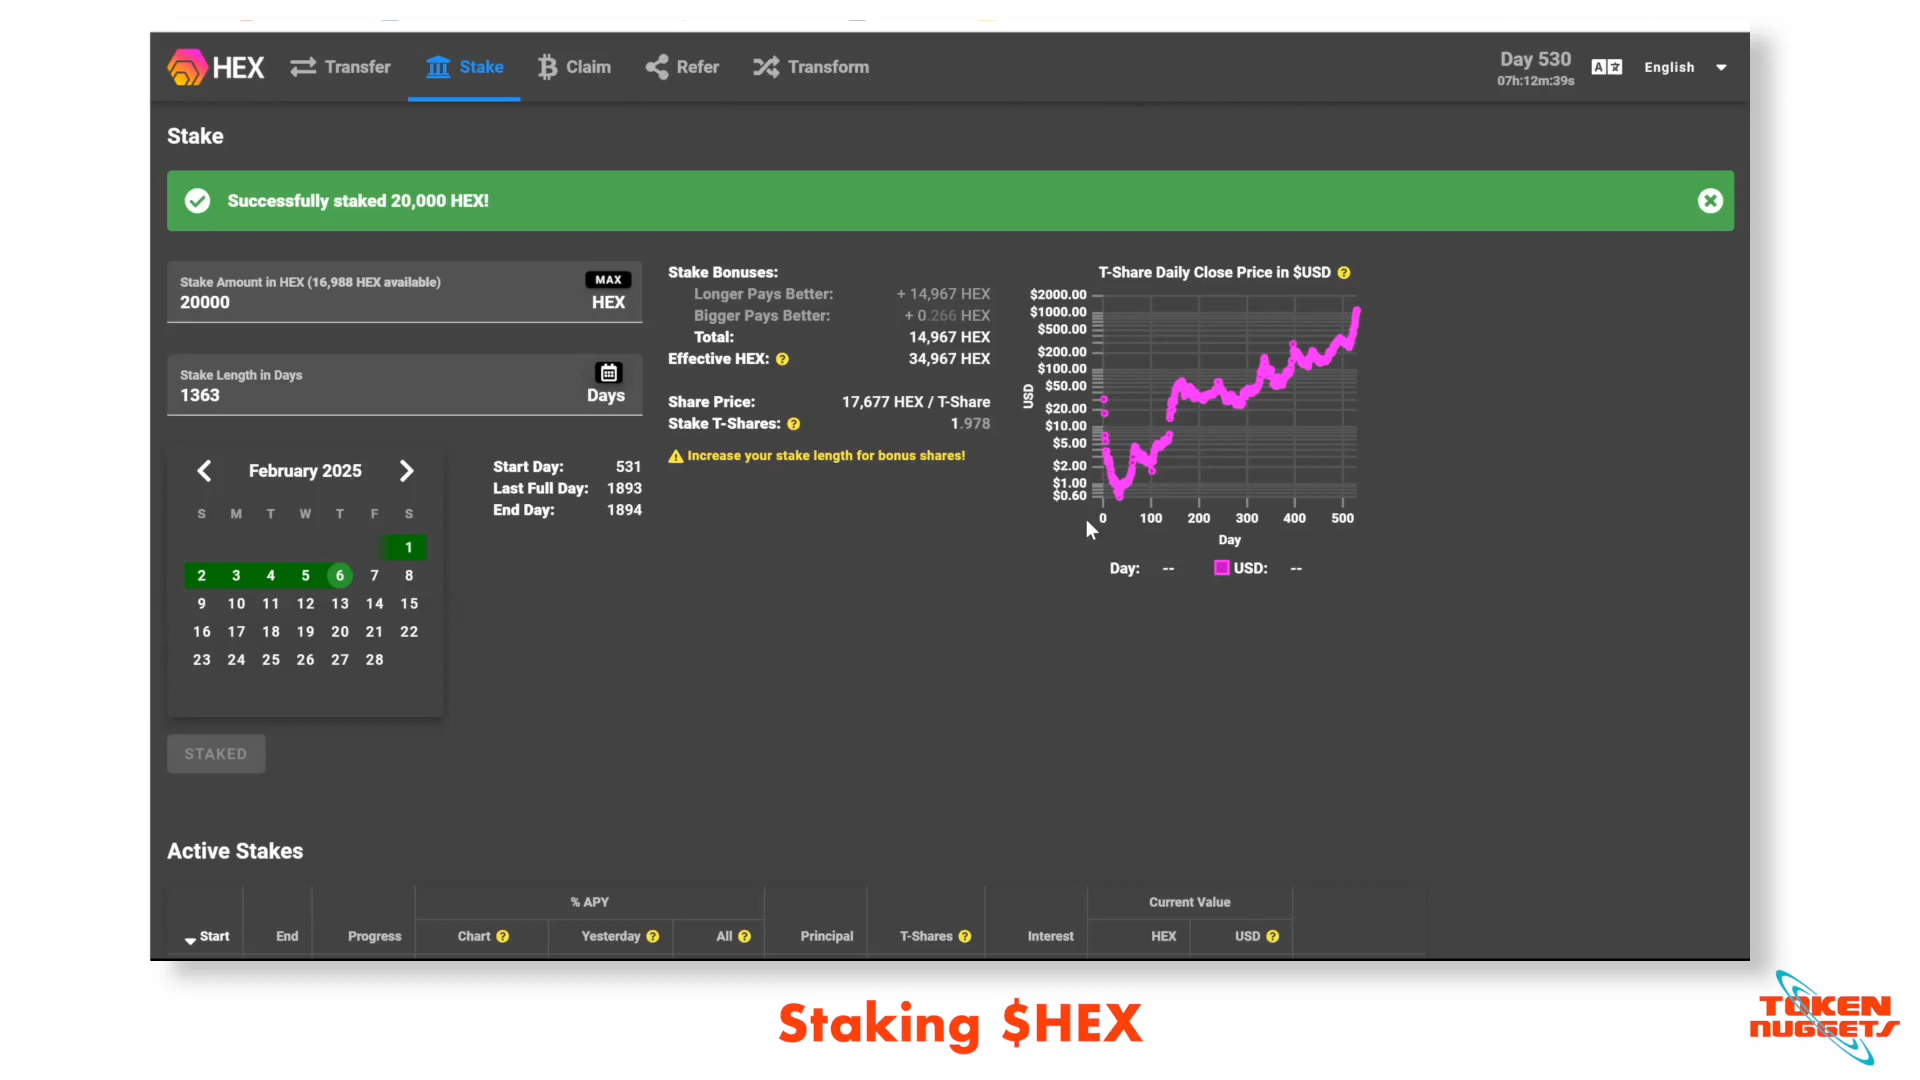 HEX
Transfer
Stake
Claim
Refer
Transform
Day 530
07h:12m:39s
English
Stake
Successfully staked 20,000 HEX!
Stake Amount in HEX (16,988 HEX available)
20000
MAX
HEX
Stake Length in Days
1363
Days
February 2025
S M T W T F S
1
2 3 4 5 6 7 8
9 10 11 12 13 14 15
16 17 18 19 20 21 22
23 24 25 26 27 28
Start Day: 531
Last Full Day: 1893
End Day: 1894
STAKED
Stake Bonuses:
Longer Pays Better: + 14,967 HEX
Bigger Pays Better: + 0.266 HEX
Total: 14,967 HEX
Effective HEX: ? 34,967 HEX
Share Price: 17,677 HEX / T-Share
Stake T-Shares: ? 1.978
Increase your stake length for bonus shares!
T-Share Daily Close Price in $USD ?
$2000.00
$1000.00
$500.00
$200.00
$100.00
$50.00
$20.00
$10.00
$5.00
$2.00
$1.00
$0.60
USD
0 100 200 300 400 500
Day
Day: -- USD: --
Active Stakes
% APY
Current Value
Start End Progress Chart ? Yesterday ? All ? Principal T-Shares ? Interest HEX USD ?
Staking $HEX
TOKEN
NUGGETS